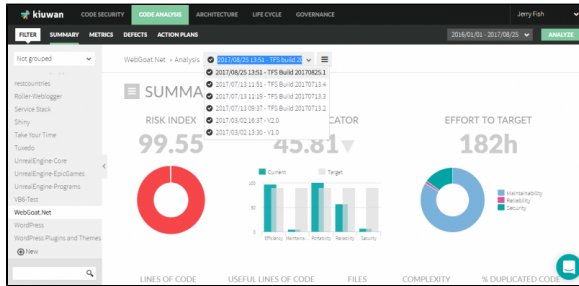 kiuwan CODE SECURITY CODE ANALYSIS ARCHITECTURE LIFE CYCLE GOVERNANCE Jerry Fish
FILTER SUMMARY METRICS DEFECTS ACTION PLANS 2016/01/01 - 2017/08/25 ANALYZE
Not grouped
WebGoat.Net › Analysis 2017/08/25 13:51 - TFS build 20
2017/08/25 13:51 - TFS Build 20170825.1
2017/07/13 11:51 - TFS Build 20170713.4
2017/07/13 11:19 - TFS Build 20170713.3
2017/07/13 09:37 - TFS Build 20170713.2
2017/03/02 16:37 - V2.0
2017/03/02 13:30 - V1.0
restcountries
Roller-Weblogger
Service Stack
Shiny
Take Your Time
Tuxedo
UnrealEngine-Core
UnrealEngine-EpicGames
UnrealEngine-Programs
VB6-Test
WebGoat.Net
WordPress
WordPress Plugins and Themes
New
SUMMA
RISK INDEX
99.55
CATOR
45.81
Current Target
100
50
0
Efficiency Maintaina... Portability Reliability Security
EFFORT TO TARGET
182h
Maintainability
Reliability
Security
LINES OF CODE USEFUL LINES OF CODE FILES COMPLEXITY % DUPLICATED CODE